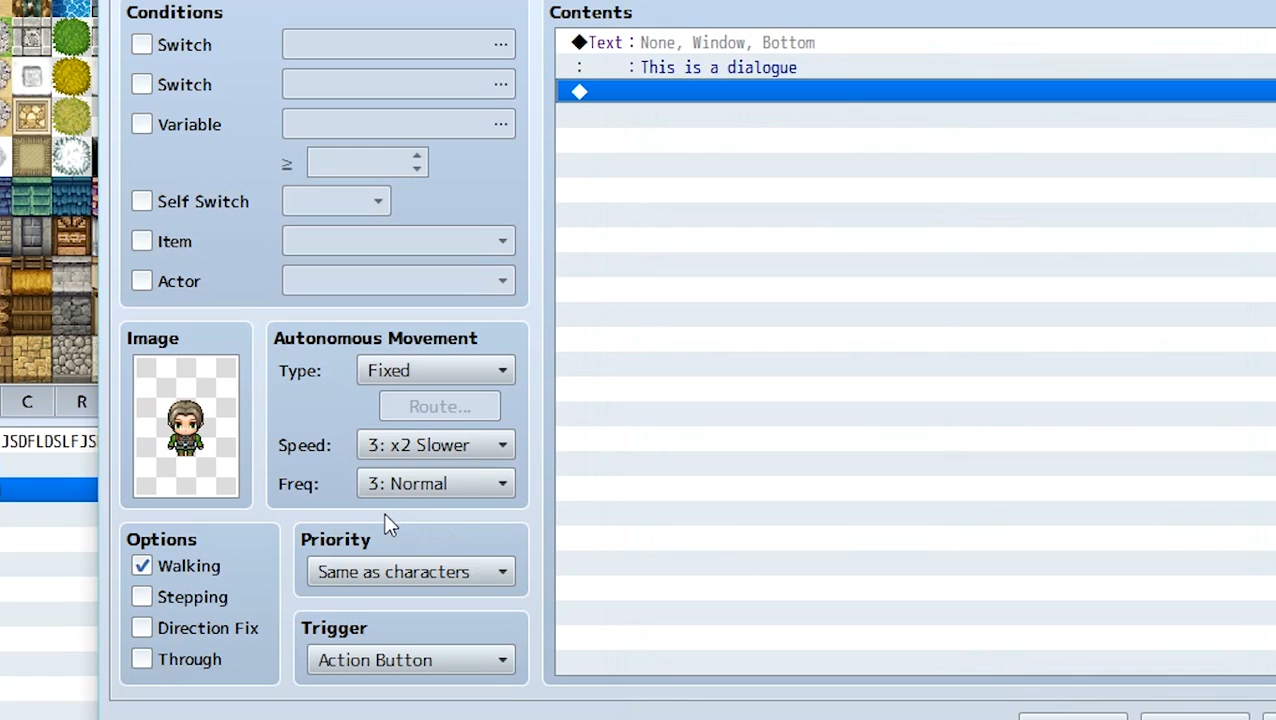 Conditions
Switch ...
Switch ...
Variable ...
≥
Self Switch
Item
Actor
Image
Autonomous Movement
Type: Fixed
Route...
Speed: 3: x2 Slower
Freq: 3: Normal
Options
Walking
Stepping
Direction Fix
Through
Priority
Same as characters
Trigger
Action Button
Contents
◆Text : None, Window, Bottom
: : This is a dialogue
◆
C R
JSDFLDSLFJS